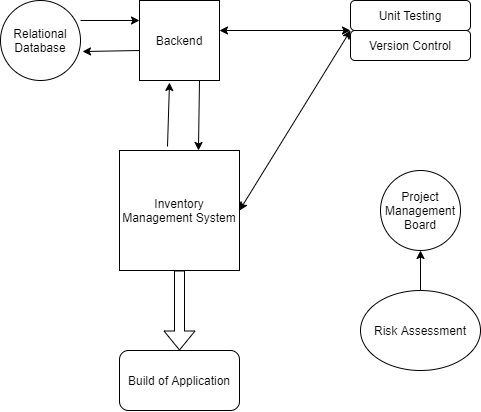 Relational
Database
Backend
Unit Testing
Version Control
Inventory
Management System
Project
Management
Board
Risk Assessment
Build of Application